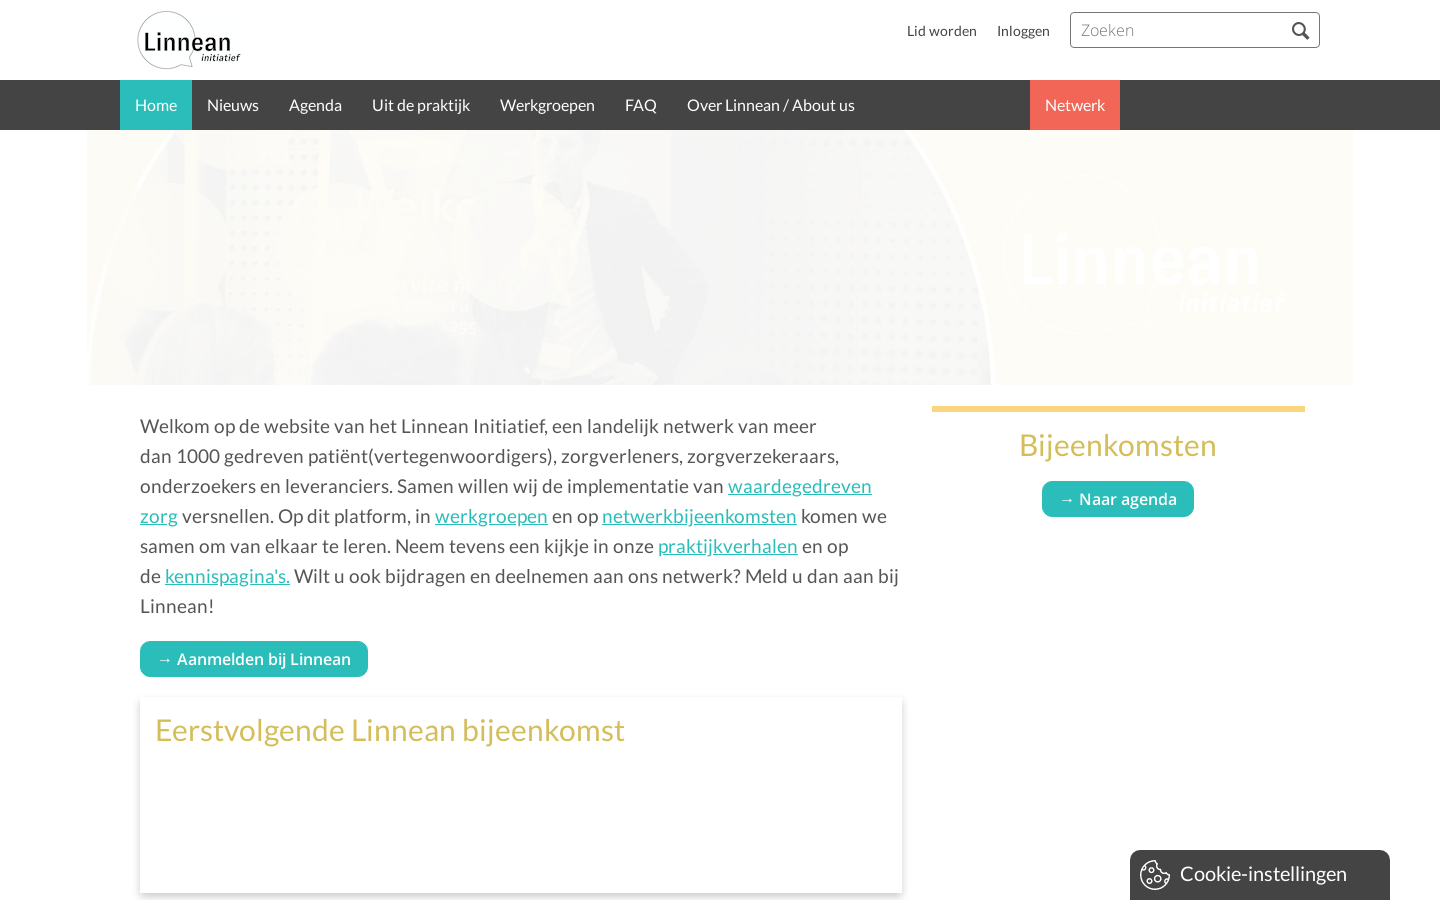 Linnean
initiatief
Lid worden
Inloggen
Zoeken
Home
Nieuws
Agenda
Uit de praktijk
Werkgroepen
FAQ
Over Linnean / About us
Netwerk
Linnean
initiatief
Welkom op de website van het Linnean Initiatief, een landelijk netwerk van meer
dan 1000 gedreven patiënt(vertegenwoordigers), zorgverleners, zorgverzekeraars,
onderzoekers en leveranciers. Samen willen wij de implementatie van waardegedreven
zorg versnellen. Op dit platform, in werkgroepen en op netwerkbijeenkomsten komen we
samen om van elkaar te leren. Neem tevens een kijkje in onze praktijkverhalen en op
de kennispagina's. Wilt u ook bijdragen en deelnemen aan ons netwerk? Meld u dan aan bij
Linnean!
→ Aanmelden bij Linnean
Eerstvolgende Linnean bijeenkomst
Bijeenkomsten
→ Naar agenda
Cookie-instellingen